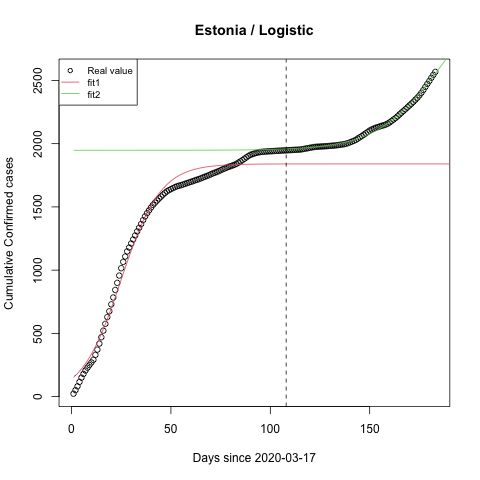 Estonia / Logistic
Real value
fit1
fit2
Cumulative Confirmed cases
2500
2000
1500
1000
500
0
0 50 100 150
Days since 2020-03-17